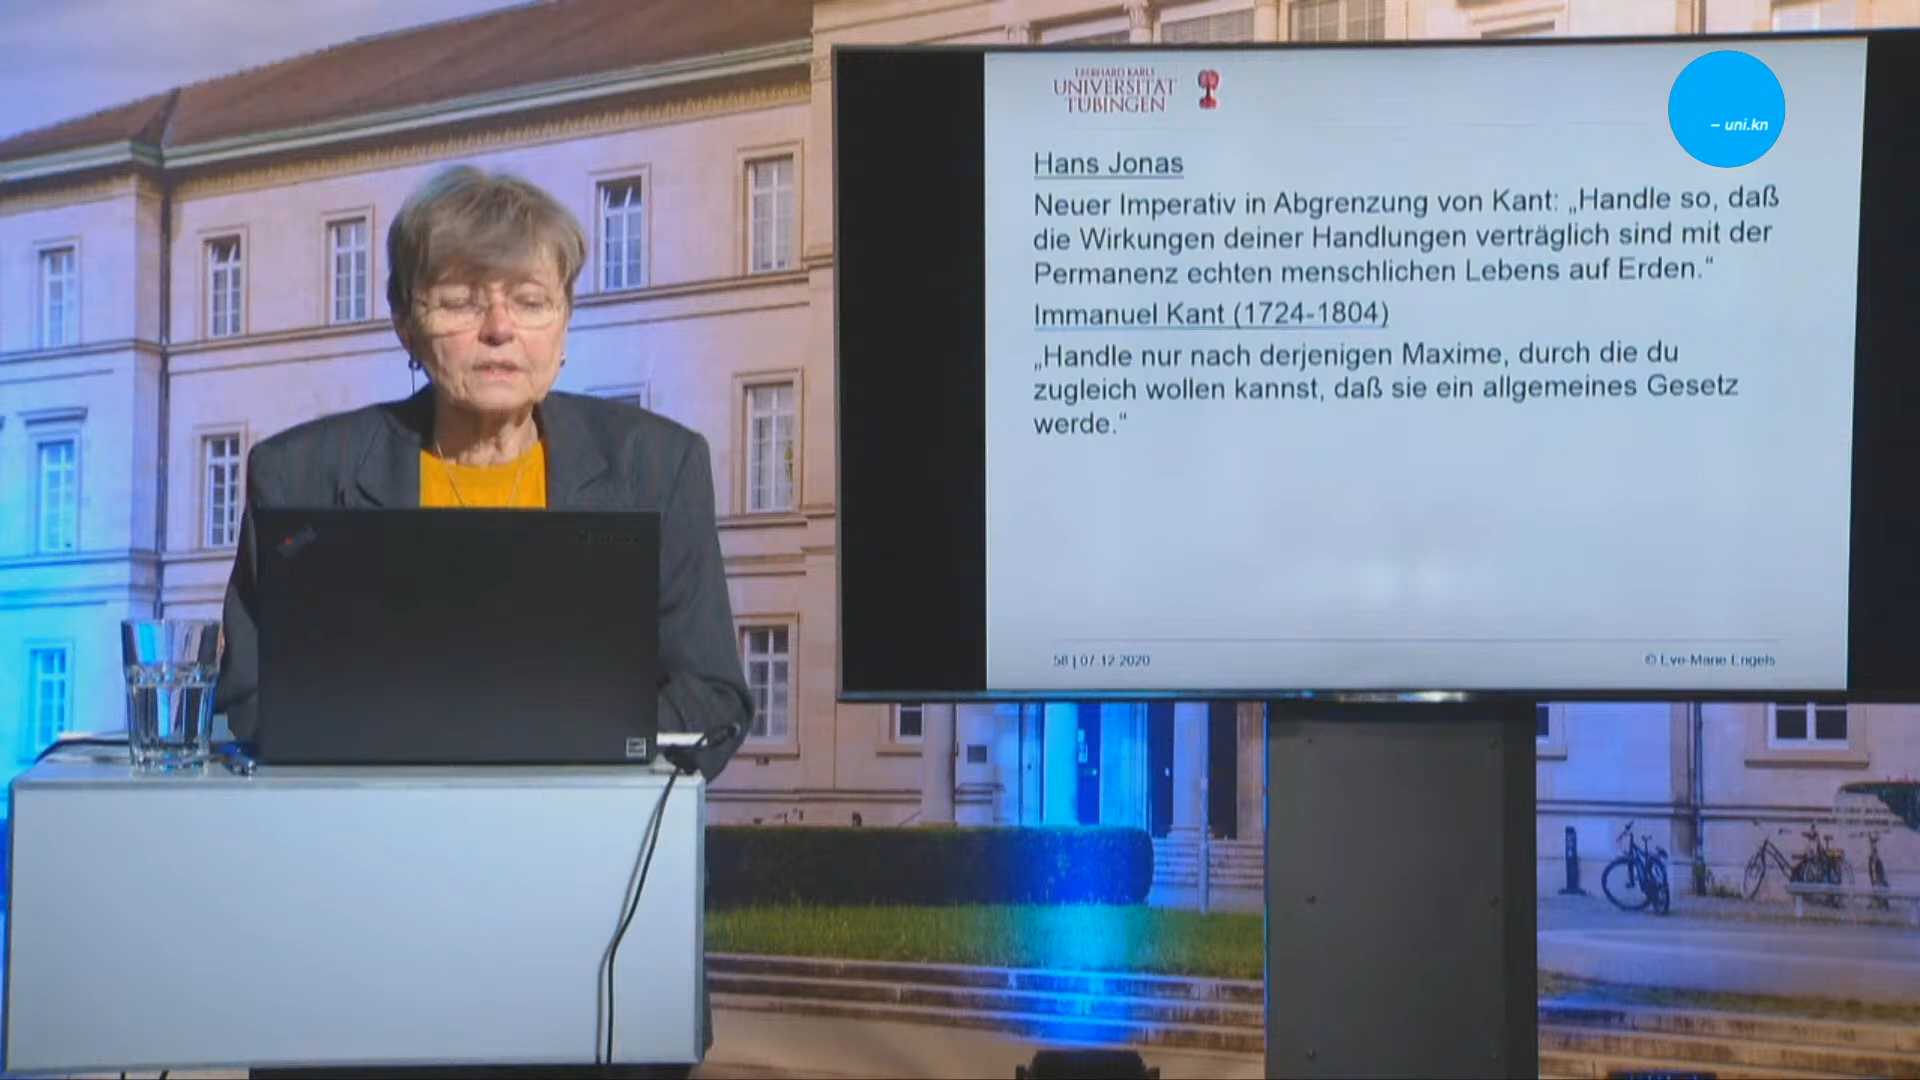 EBERHARD KARLS
UNIVERSITÄT
TÜBINGEN
– uni.kn
Hans Jonas
Neuer Imperativ in Abgrenzung von Kant: „Handle so, daß
die Wirkungen deiner Handlungen verträglich sind mit der
Permanenz echten menschlichen Lebens auf Erden.“
Immanuel Kant (1724-1804)
„Handle nur nach derjenigen Maxime, durch die du
zugleich wollen kannst, daß sie ein allgemeines Gesetz
werde.“
58 | 07.12.2020
© Eve-Marie Engels